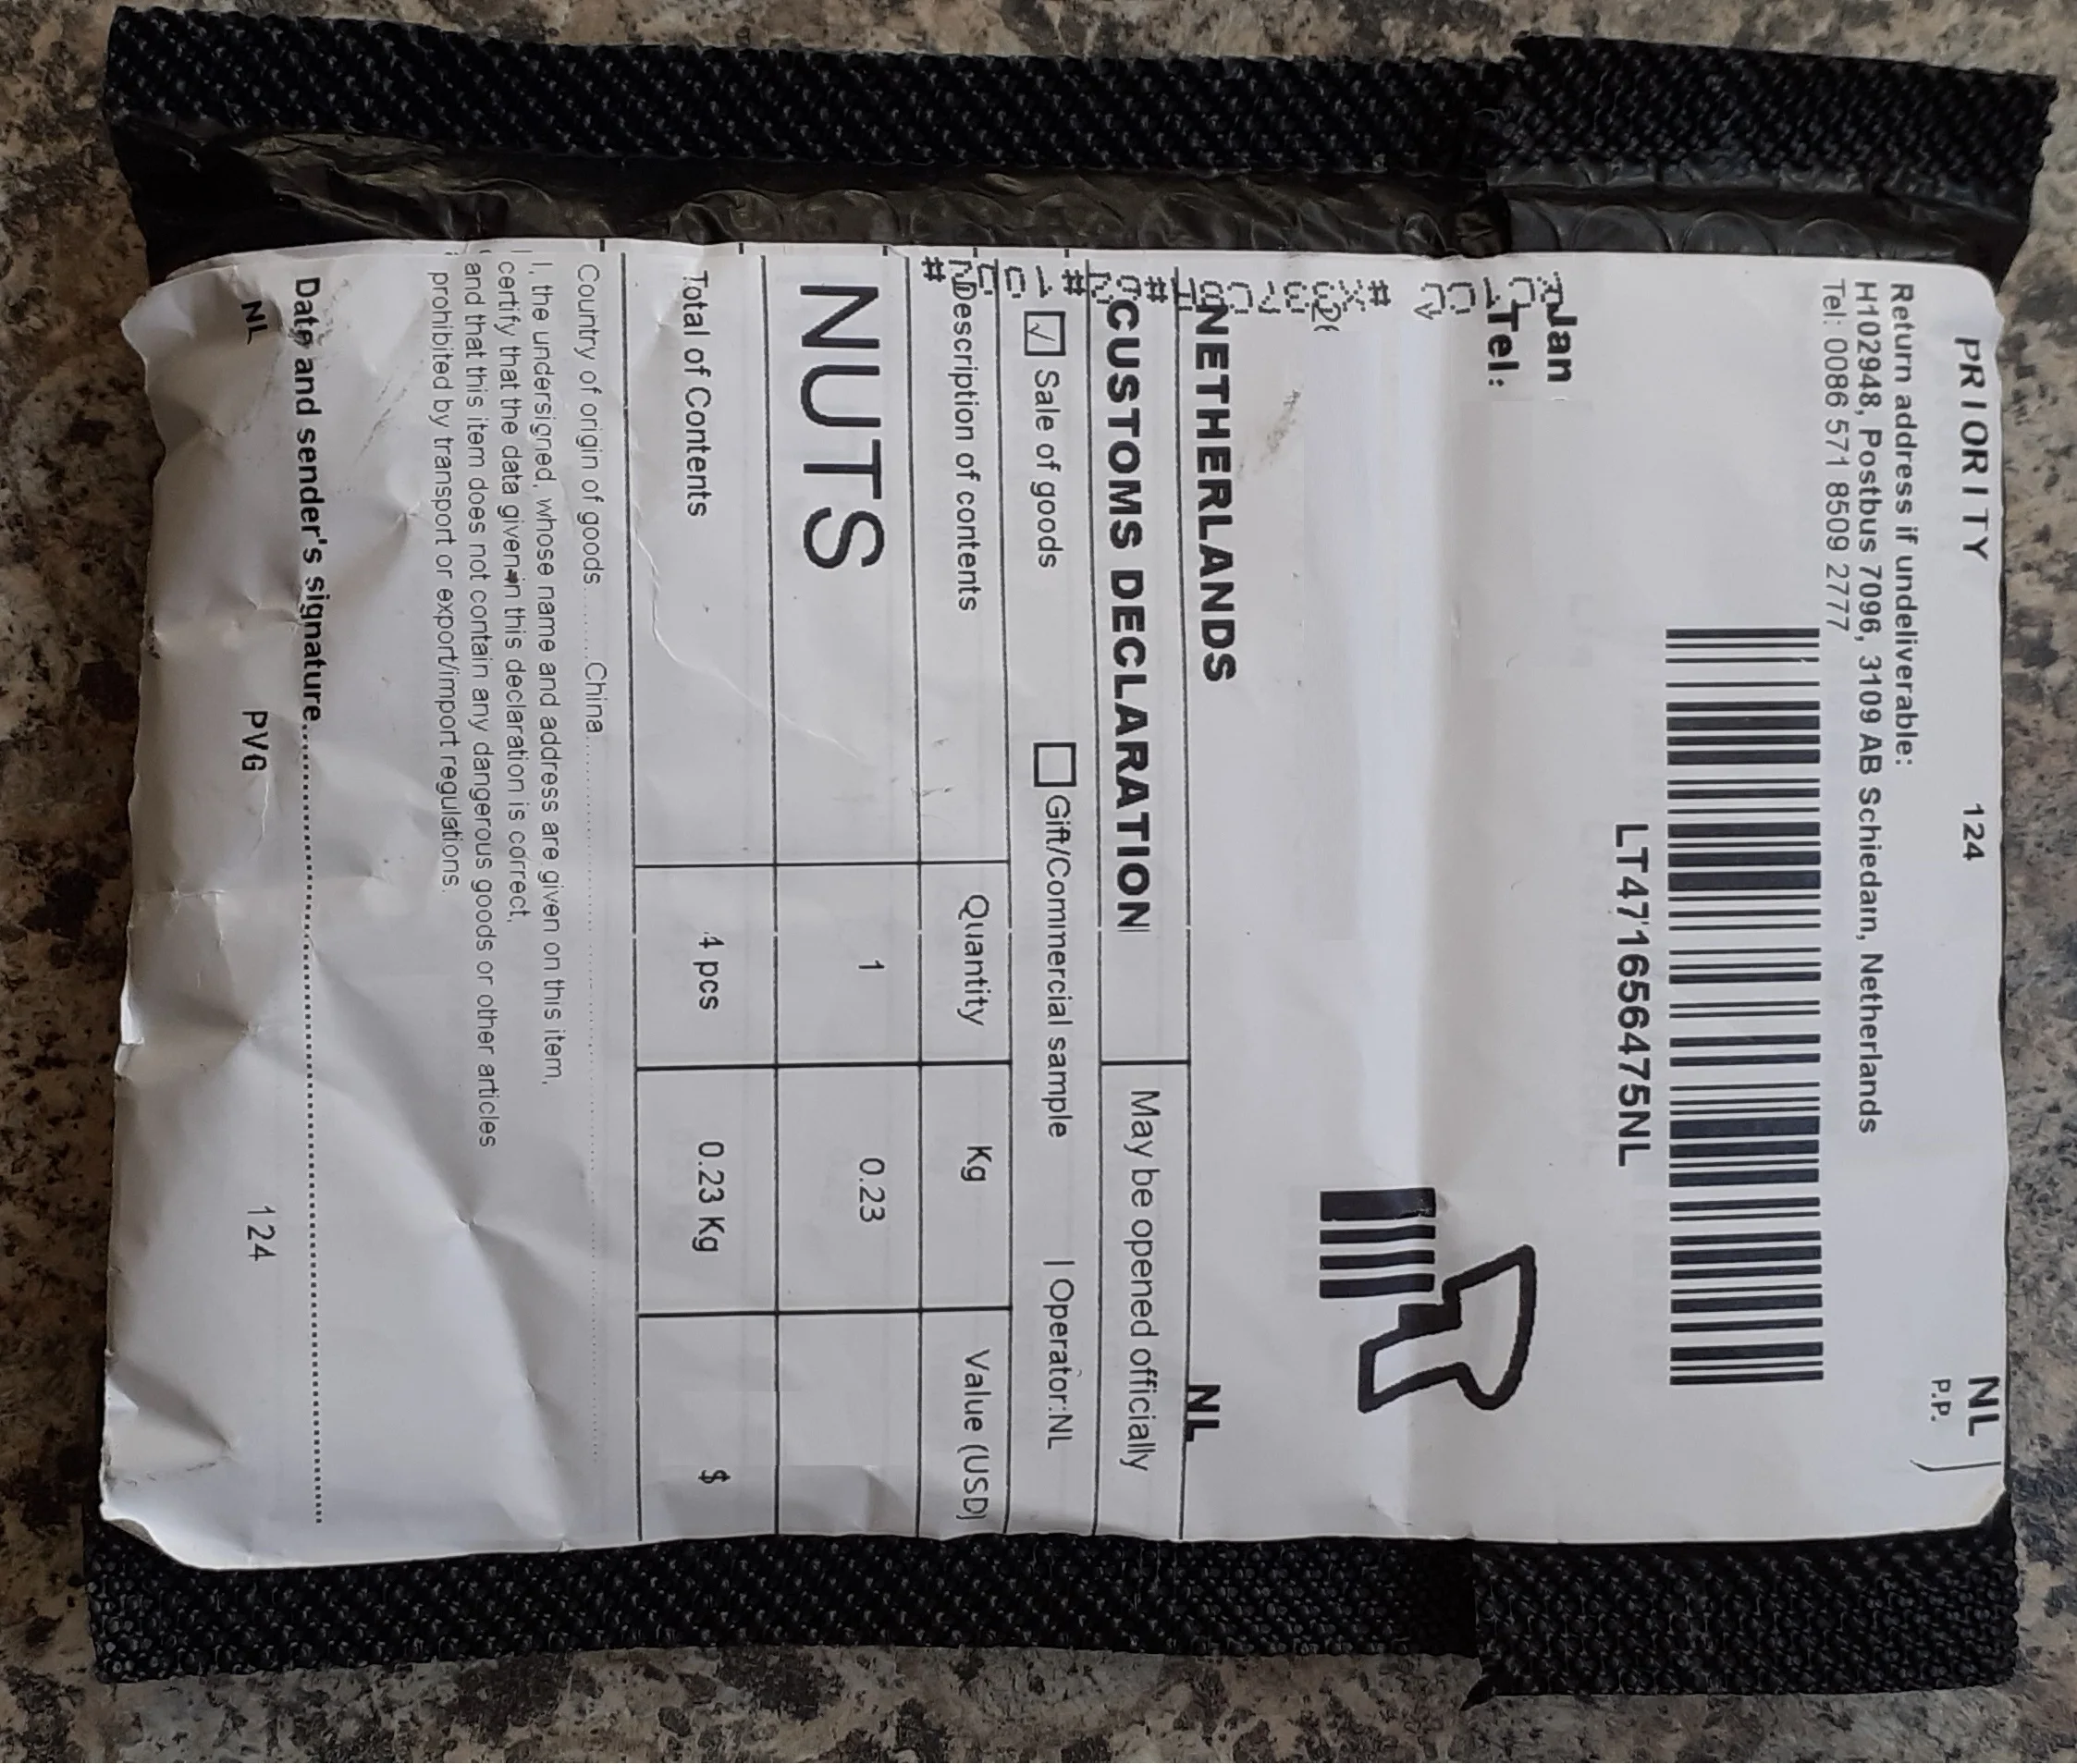 PRIORITY 124 NL
P.P.
Return address if undeliverable:
H102948, Postbus 7096, 3109 AB Schiedam, Netherlands
Tel: 0086 571 8509 2777
LT471656475NL
Jan
Tel:
NETHERLANDS NL
CUSTOMS DECLARATION May be opened officially
Sale of goods Gift/Commercial sample Operator:NL
Description of contents Quantity Kg Value (USD)
NUTS 1 0.23
Total of Contents 4 pcs 0.23 Kg $
Country of origin of goods........China
I, the undersigned, whose name and address are given on this item,
certify that the data given in this declaration is correct,
and that this item does not contain any dangerous goods or other articles
prohibited by transport or export/import regulations.
Date and sender's signature
NL PVG 124